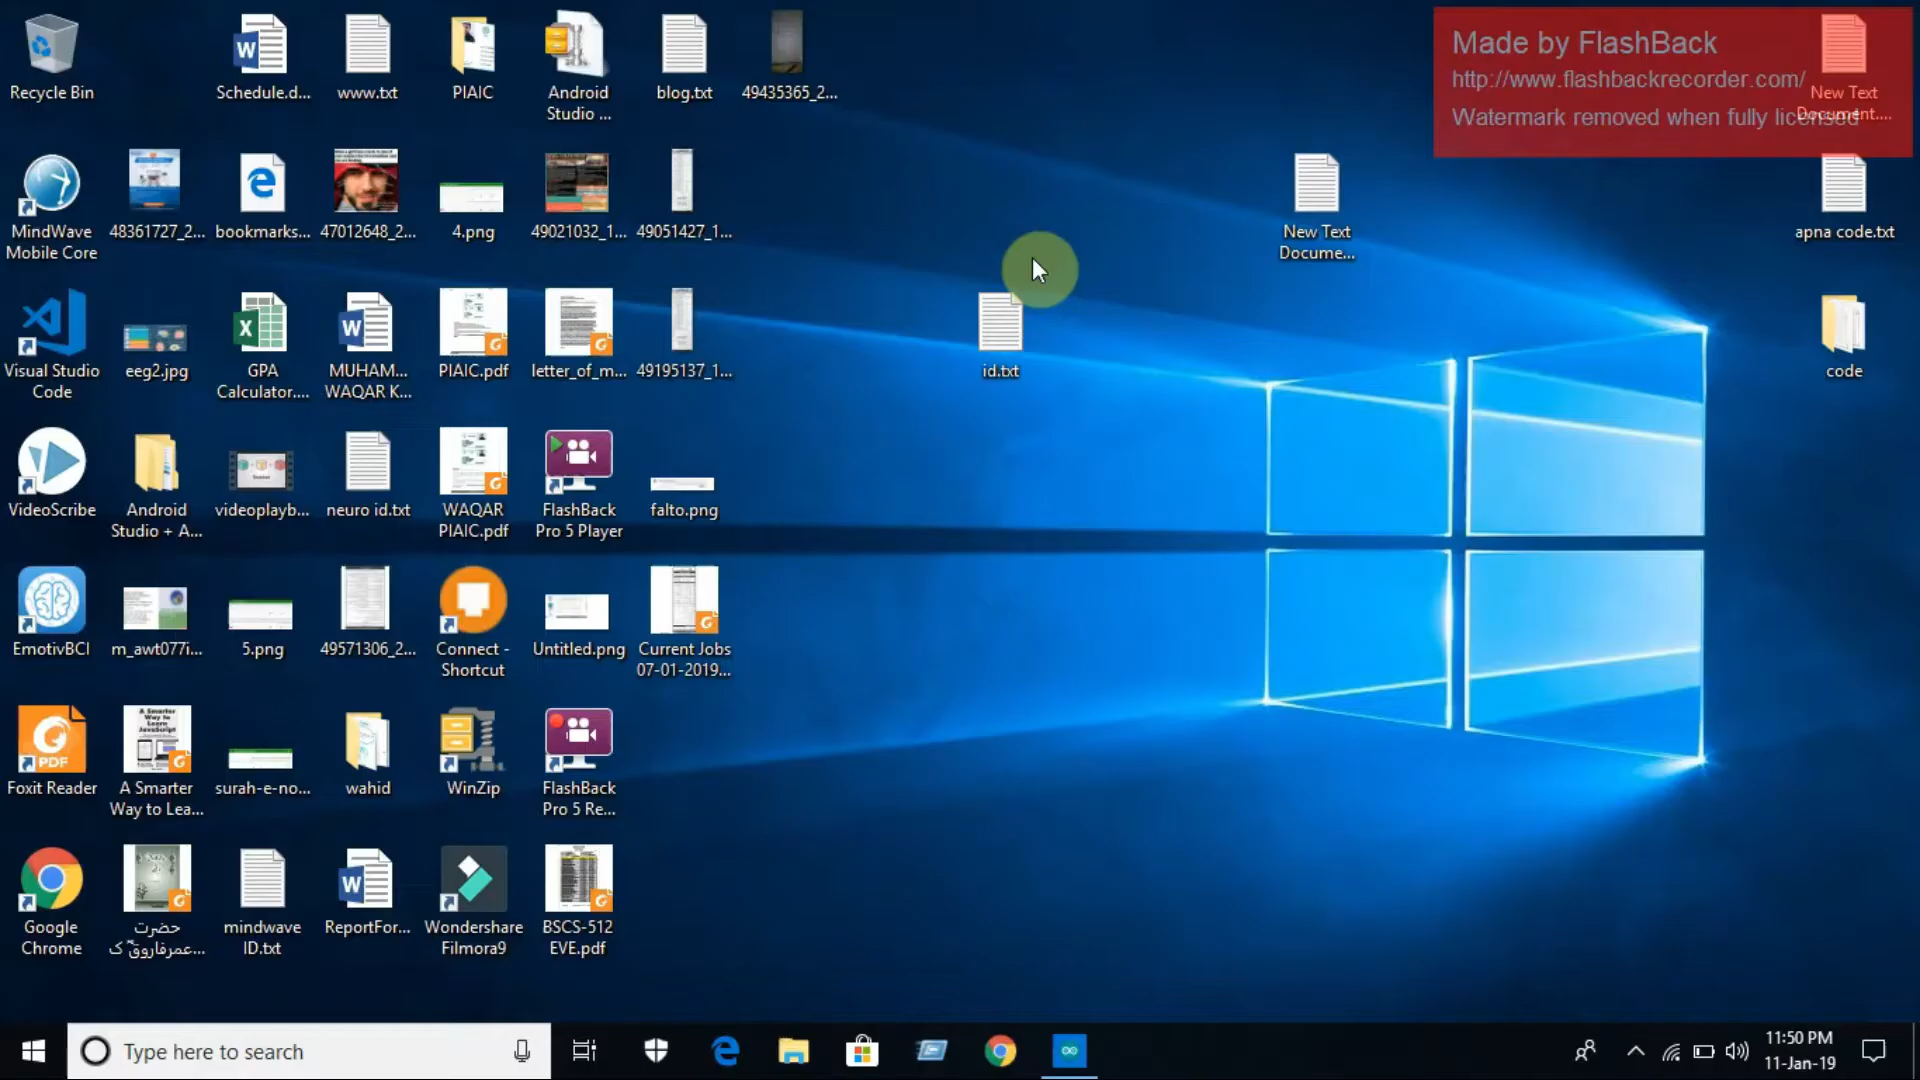 Recycle Bin
Schedule.d...
www.txt
PIAIC
Android
Studio ...
blog.txt
49435365_2...
Made by FlashBack
http://www.flashbackrecorder.com/
Watermark removed when fully licensed
New Text
Document....
MindWave
Mobile Core
48361727_2...
bookmarks...
47012648_2...
4.png
49021032_1...
49051427_1...
New Text
Docume...
apna code.txt
Visual Studio
Code
eeg2.jpg
GPA
Calculator....
MUHAM...
WAQAR K...
PIAIC.pdf
letter_of_m...
49195137_1...
id.txt
code
VideoScribe
Android
Studio + A...
videoplayb...
neuro id.txt
WAQAR
PIAIC.pdf
FlashBack
Pro 5 Player
falto.png
EmotivBCI
m_awt077i...
5.png
49571306_2...
Connect -
Shortcut
Untitled.png
Current Jobs
07-01-2019...
PDF
Foxit Reader
A Smarter
Way to
Learn
JavaScript
A Smarter
Way to Lea...
surah-e-no...
wahid
WinZip
FlashBack
Pro 5 Re...
Google
Chrome
حضرت
عمرفاروقؓ ک...
mindwave
ID.txt
ReportFor...
Wondershare
Filmora9
BSCS-512
EVE.pdf
Type here to search
11:50 PM
11-Jan-19